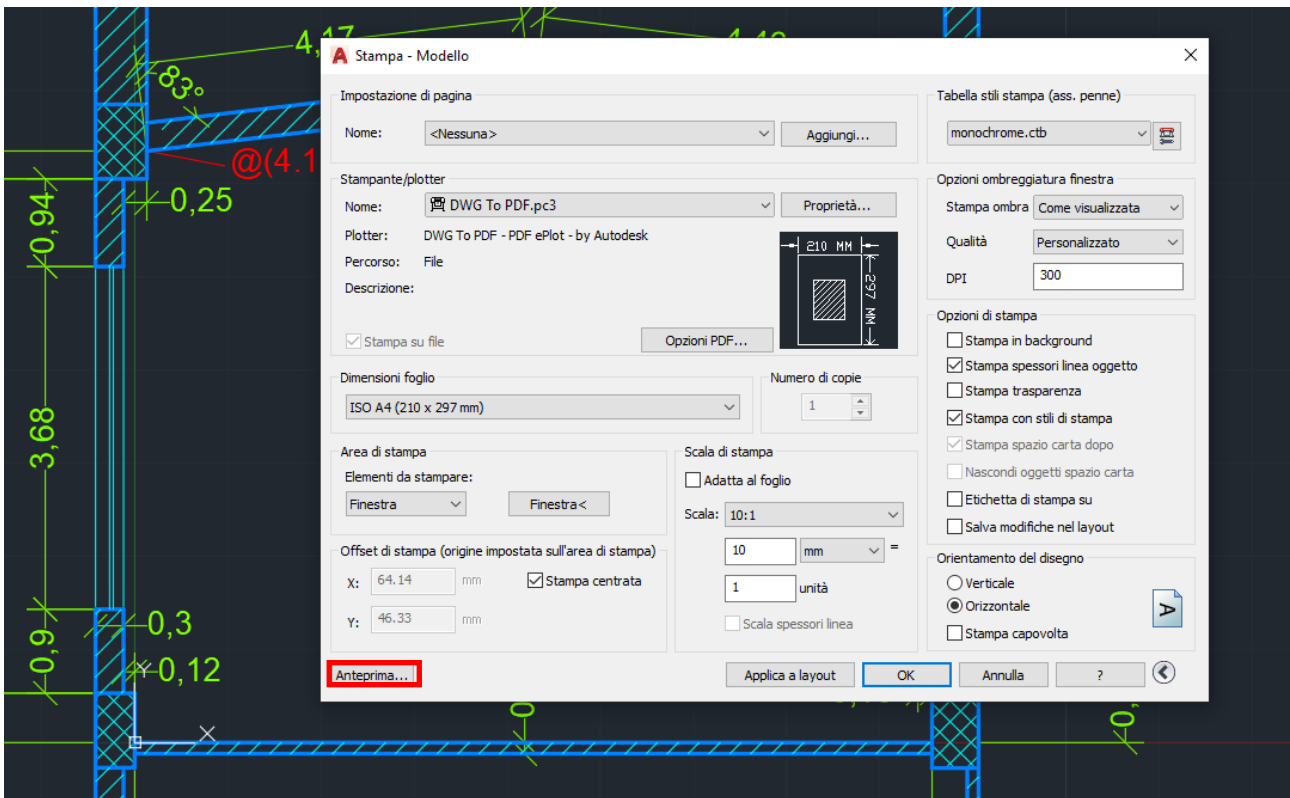 4,17
83°
@(4.1
0,25
0,94
3,68
0,9
0,3
0,12
Y
X
Stampa - Modello
Impostazione di pagina
Nome: <Nessuna> Aggiungi...
Stampante/plotter
Nome: DWG To PDF.pc3 Proprietà...
Plotter: DWG To PDF - PDF ePlot - by Autodesk
Percorso: File
Descrizione:
210 MM
297 MM
Stampa su file
Opzioni PDF...
Dimensioni foglio
ISO A4 (210 x 297 mm)
Numero di copie
1
Area di stampa
Elementi da stampare:
Finestra Finestra<
Scala di stampa
Adatta al foglio
Scala: 10:1
10 mm =
1 unità
Scala spessori linea
Offset di stampa (origine impostata sull'area di stampa)
X: 64.14 mm Stampa centrata
Y: 46.33 mm
Tabella stili stampa (ass. penne)
monochrome.ctb
Opzioni ombreggiatura finestra
Stampa ombra Come visualizzata
Qualità Personalizzato
DPI 300
Opzioni di stampa
Stampa in background
Stampa spessori linea oggetto
Stampa trasparenza
Stampa con stili di stampa
Stampa spazio carta dopo
Nascondi oggetti spazio carta
Etichetta di stampa su
Salva modifiche nel layout
Orientamento del disegno
Verticale
Orizzontale
Stampa capovolta
A
Anteprima... Applica a layout OK Annulla ?